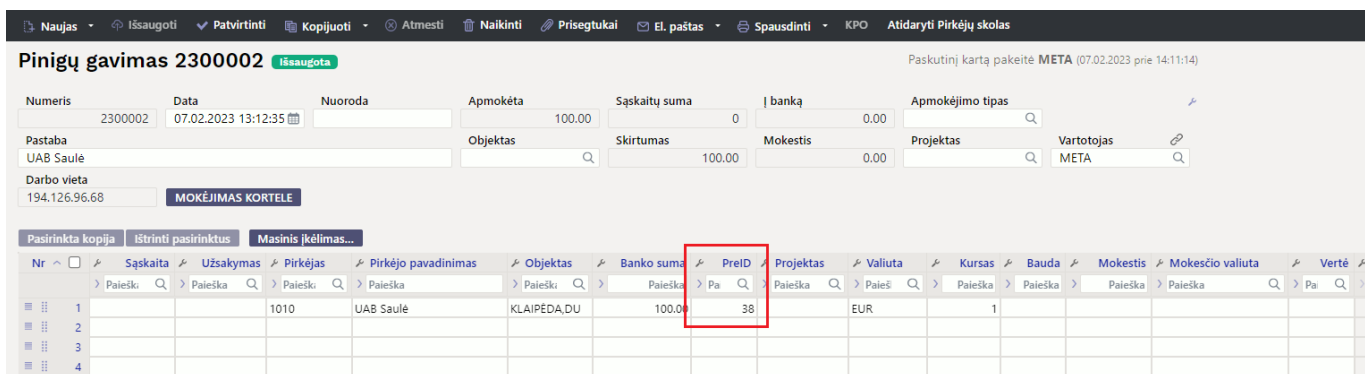 Naujas Išsaugoti Patvirtinti Kopijuoti Atmesti Naikinti Prisegtukai El. paštas Spausdinti KPO Atidaryti Pirkėjų skolas
Pinigų gavimas 2300002 Išsaugota Paskutinį kartą pakeitė META (07.02.2023 prie 14:11:14)
Numeris Data Nuoroda Apmokėta Sąskaitų suma Į banką Apmokėjimo tipas
2300002 07.02.2023 13:12:35 100.00 0 0.00
Pastaba Objektas Skirtumas Mokestis Projektas Vartotojas
UAB Saulė 100.00 0.00 META
Darbo vieta
194.126.96.68 MOKĖJIMAS KORTELE
Pasirinkta kopija Ištrinti pasirinktus Masinis įkėlimas...
Nr Sąskaita Užsakymas Pirkėjas Pirkėjo pavadinimas Objektas Banko suma PreID Projektas Valiuta Kursas Bauda Mokestis Mokesčio valiuta Vertė
Paieška Paieška Paieška Paieška Paieška Paieška Pa Paieška Paieš Paieška Paieška Paieška Paieška Pai
1 1010 UAB Saulė KLAIPĖDA,DU 100.00 38 EUR 1
2
3
4